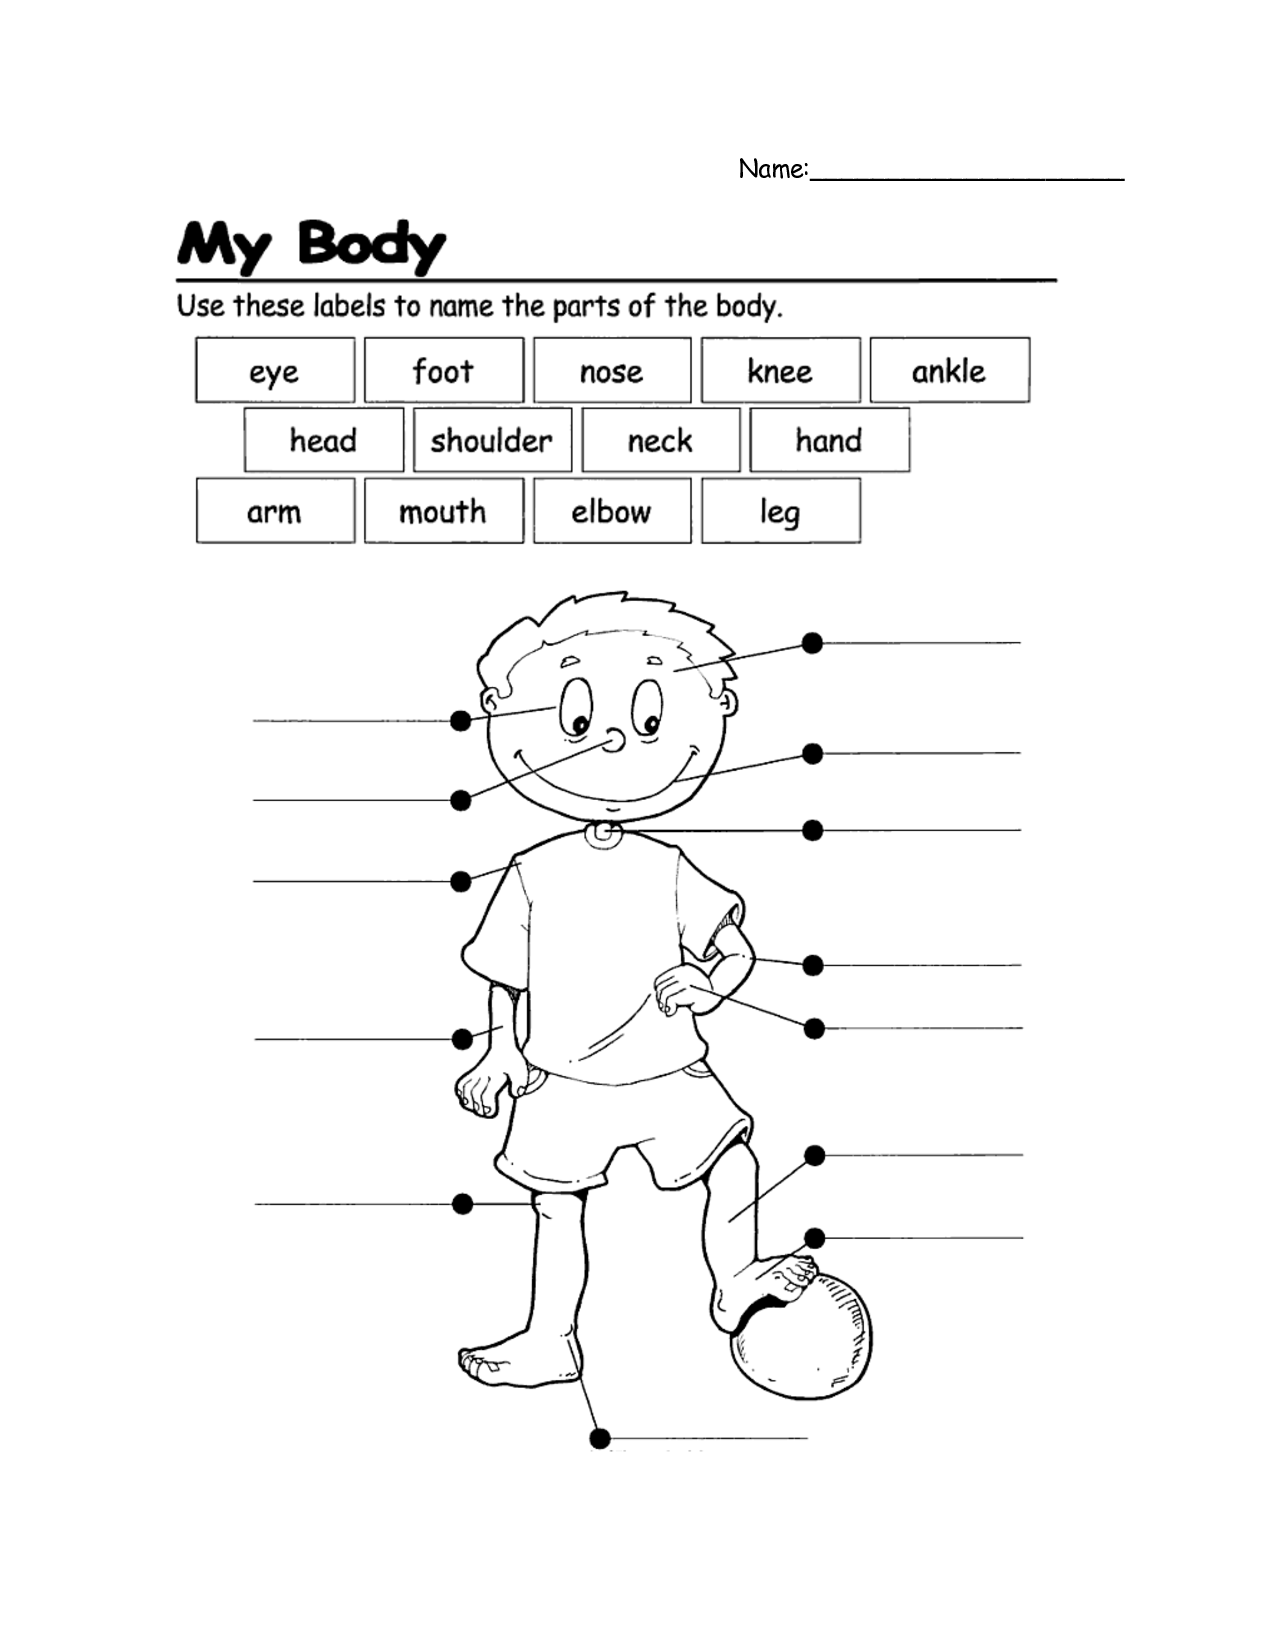 Name:_______________________
My Body
Use these labels to name the parts of the body.
eye foot nose knee ankle
head shoulder neck hand
arm mouth elbow leg